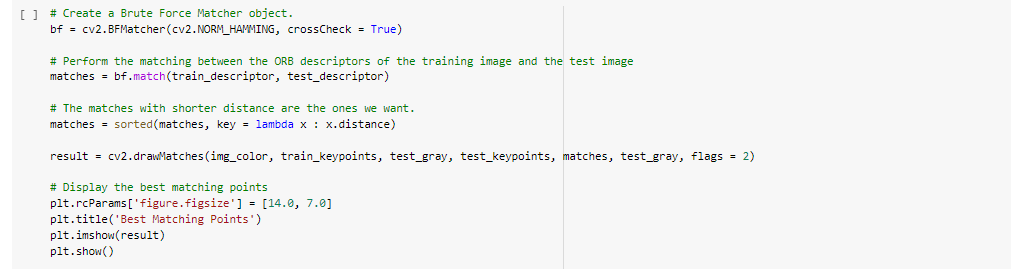 [ ] # Create a Brute Force Matcher object.
bf = cv2.BFMatcher(cv2.NORM_HAMMING, crossCheck = True)
# Perform the matching between the ORB descriptors of the training image and the test image
matches = bf.match(train_descriptor, test_descriptor)
# The matches with shorter distance are the ones we want.
matches = sorted(matches, key = lambda x : x.distance)
result = cv2.drawMatches(img_color, train_keypoints, test_gray, test_keypoints, matches, test_gray, flags = 2)
# Display the best matching points
plt.rcParams['figure.figsize'] = [14.0, 7.0]
plt.title('Best Matching Points')
plt.imshow(result)
plt.show()